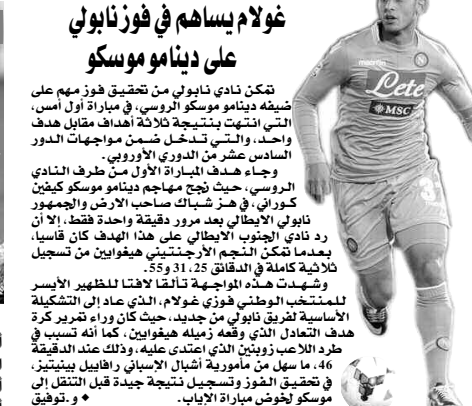 غولام يساهم في فوز نابولي
على دينامو موسكو
تمكن نادي نابولي من تحقيق فوز مهم على
ضيفه دينامو موسكو الروسي، في مباراة أول أمس،
التي انتهت بنتيجة ثلاثة أهداف مقابل هدف
واحد، والتي تدخل ضمن مواجهات الدور
السادس عشر من الدوري الأوروبي.
وجاء هدف المباراة الأول من طرف النادي
الروسي، حيث نجح مهاجم دينامو موسكو كيفين
كوراني، في هز شباك صاحب الارض والجمهور
نابولي الايطالي بعد مرور دقيقة واحدة فقط، إلا أن
رد نادي الجنوب الايطالي على هذا الهدف كان قاسيا،
بعدما تمكن النجم الأرجنتيني هيغوايين من تسجيل
ثلاثية كاملة في الدقائق 25، 31 و55.
وشهدت هذه المواجهة تألقا لافتا للظهير الأيسر
للمنتخب الوطني فوزي غولام، الذي عاد إلى التشكيلة
الأساسية لفريق نابولي من جديد، حيث كان وراء تمرير كرة
هدف التعادل الذي وقعه زميله هيغوايين، كما أنه تسبب في
طرد اللاعب زوبنين الذي اعتدى عليه، وذلك عند الدقيقة
46، ما سهل من مأمورية أشبال الإسباني رافاييل بينيتيز،
في تحقيق الفوز وتسجيل نتيجة جيدة قبل التنقل إلى
موسكو لخوض مباراة الإياب.
♦ و.توفيق
macron
Lete
MSC
3